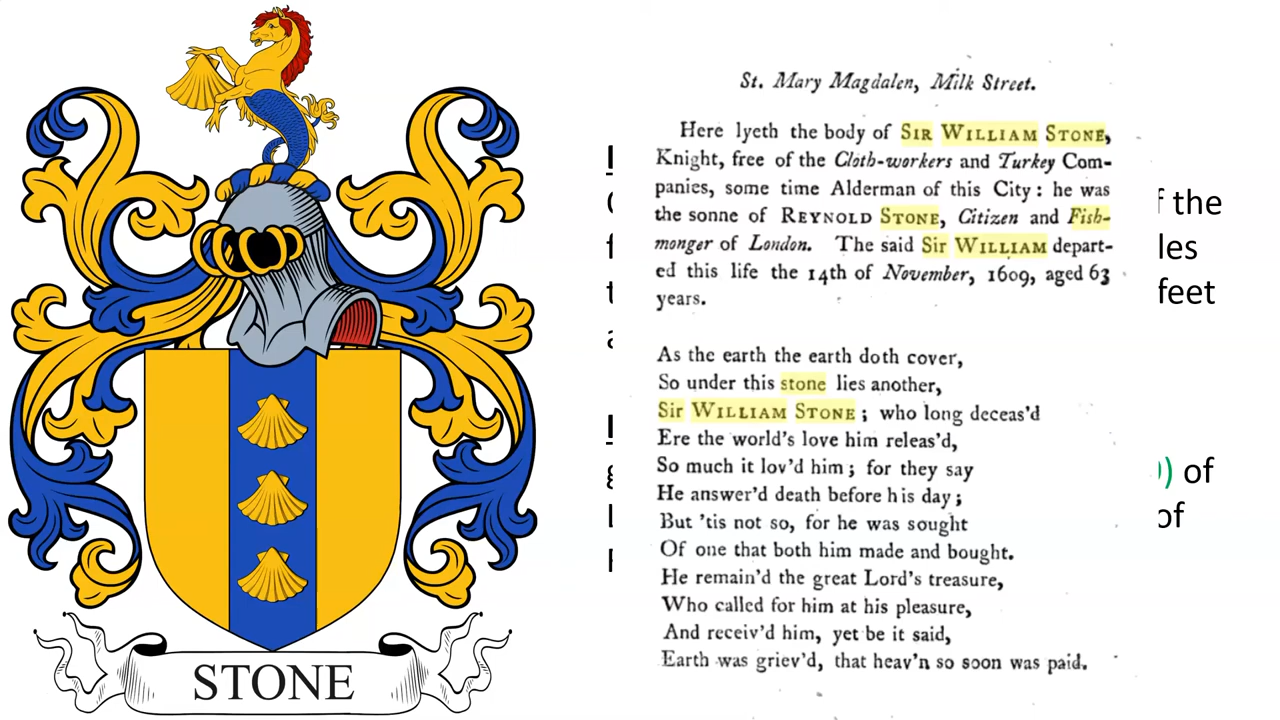 St. Mary Magdalen, Milk Street.
Here lyeth the body of SIR WILLIAM STONE,
Knight, free of the Cloth-workers and Turkey Com-
panies, some time Alderman of this City: he was
the sonne of REYNOLD STONE, Citizen and Fish-
monger of London. The said Sir WILLIAM depart-
ed this life the 14th of November, 1609, aged 63
years.
As the earth the earth doth cover,
So under this stone lies another,
Sir WILLIAM STONE; who long deceas'd
Ere the world's love him releas'd,
So much it lov'd him; for they say
He answer'd death before his day;
But 'tis not so, for he was sought
Of one that both him made and bought.
He remain'd the great Lord's treasure,
Who called for him at his pleasure,
And receiv'd him, yet be it said,
Earth was griev'd, that heav'n so soon was paid.
f the
les
feet
) of
of
STONE